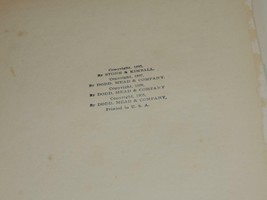 Copyright, 1897,
By STONE & KIMBALL.
Copyright,
By DODD, MEAD & COMPANY.
Copyright,
By DODD, MEAD & COMPANY
Copyright,
By DODD, MEAD & COMPANY,
Printed in U. S. A.